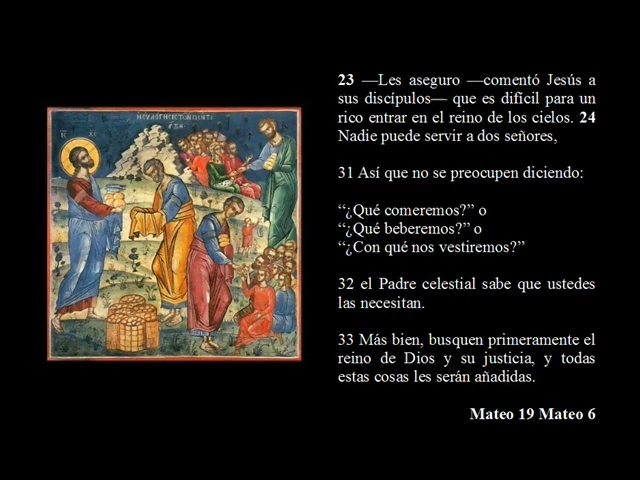 23 —Les aseguro —comentó Jesús a
sus discípulos— que es difícil para un
rico entrar en el reino de los cielos. 24
Nadie puede servir a dos señores,
31 Así que no se preocupen diciendo:
“¿Qué comeremos?” o
“¿Qué beberemos?” o
“¿Con qué nos vestiremos?”
32 el Padre celestial sabe que ustedes
las necesitan.
33 Más bien, busquen primeramente el
reino de Dios y su justicia, y todas
estas cosas les serán añadidas.
Mateo 19 Mateo 6